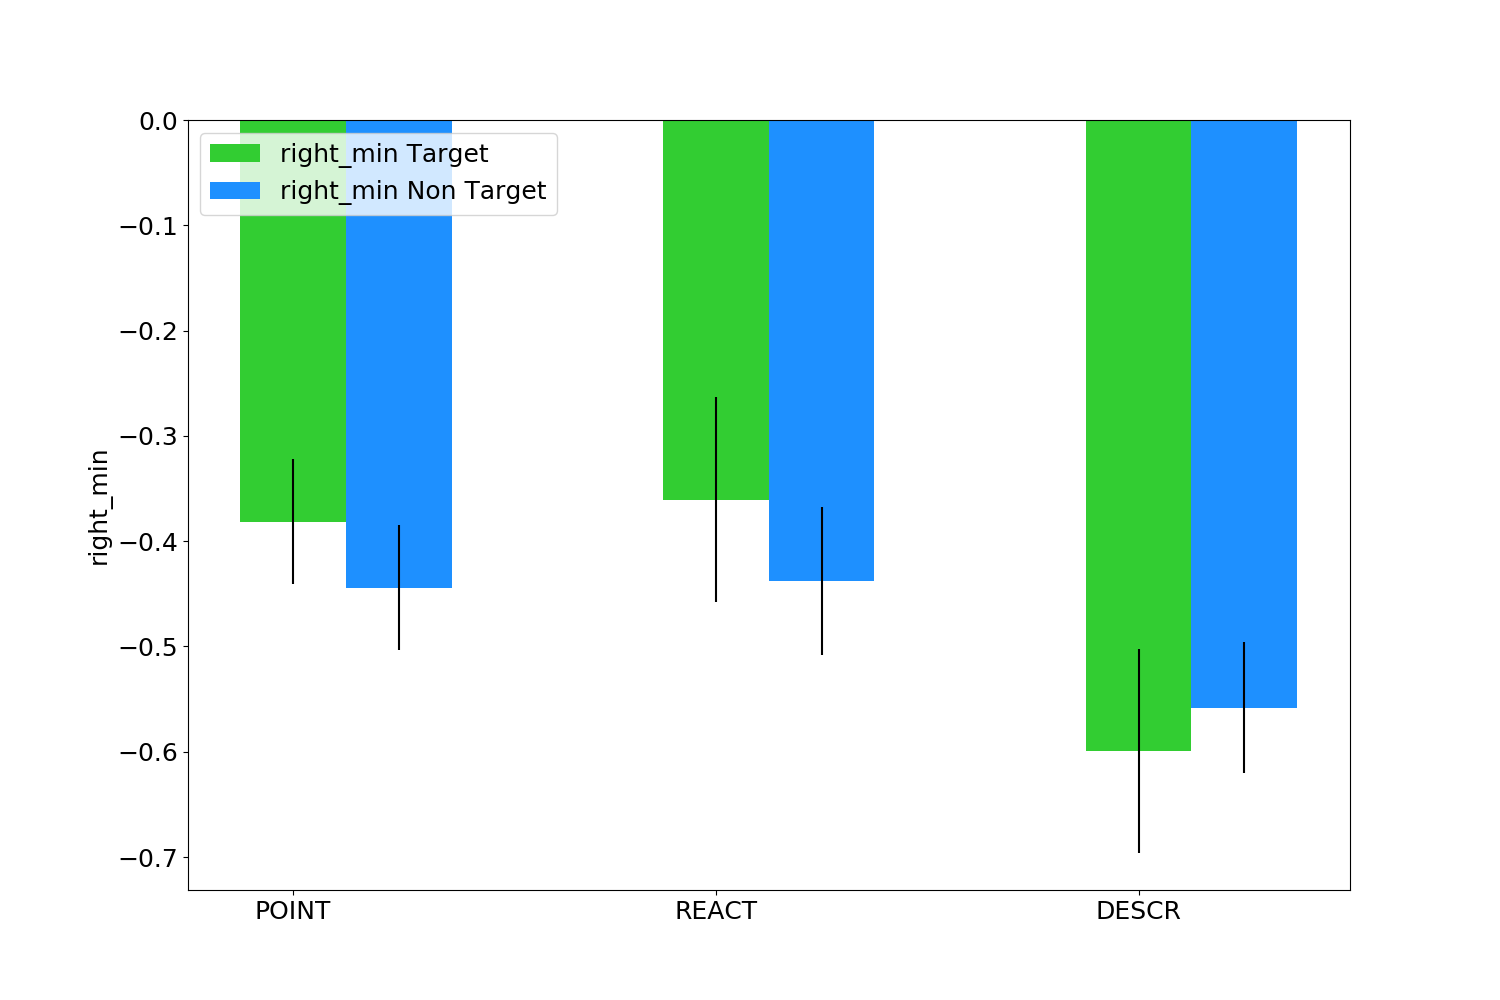 0.0
−0.1
−0.2
−0.3
−0.4
−0.5
−0.6
−0.7
right_min
right_min Target
right_min Non Target
POINT
REACT
DESCR